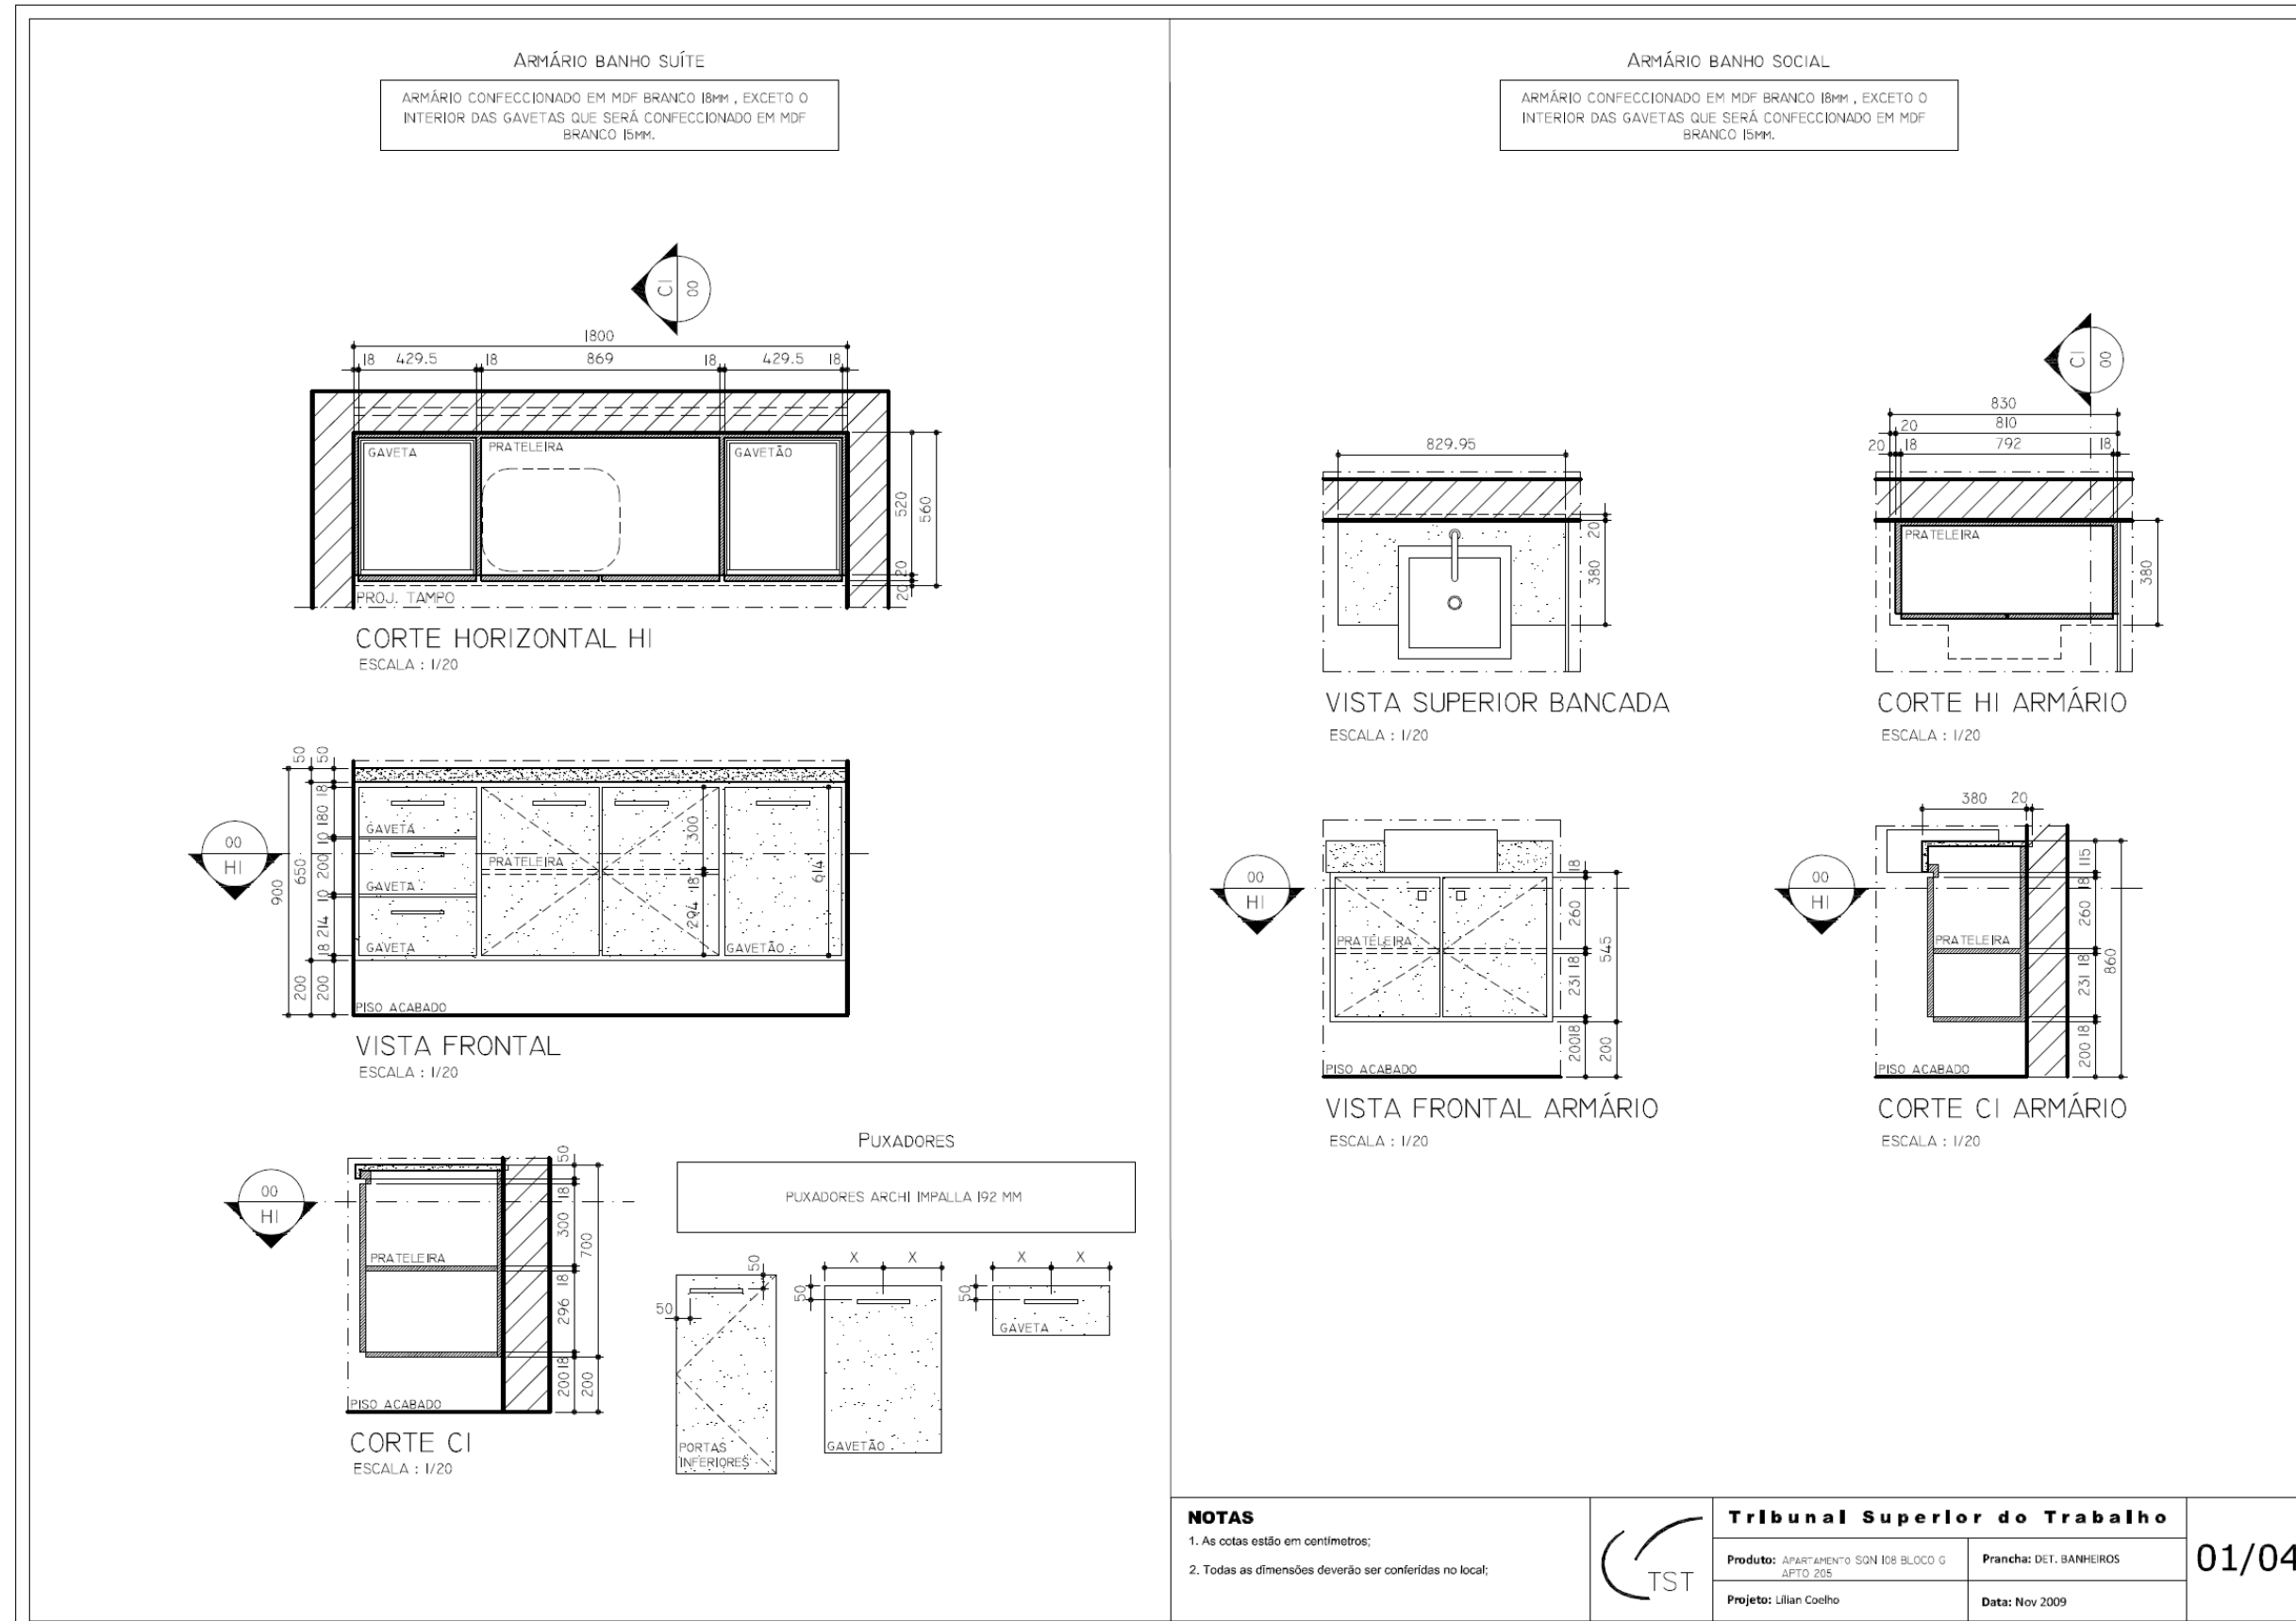 ARMÁRIO BANHO SUÍTE
ARMÁRIO CONFECCIONADO EM MDF BRANCO 18MM , EXCETO O
INTERIOR DAS GAVETAS QUE SERÁ CONFECCIONADO EM MDF
BRANCO 15MM.
C1
00
1800
18 429.5 18 869 18 429.5 18
GAVETA
PRATELEIRA
GAVETÃO
520
560
20
20
PROJ. TAMPO
CORTE HORIZONTAL H1
ESCALA : 1/20
50
50
18
180
10
200
10
214
18
200
650
200
900
00
H1
GAVETA
GAVETA
GAVETA
PRATELEIRA
300
18
294
614
GAVETÃO
PISO ACABADO
VISTA FRONTAL
ESCALA : 1/20
00
H1
50
18
300
18
296
18
200
700
200
PRATELEIRA
PISO ACABADO
CORTE C1
ESCALA : 1/20
PUXADORES
PUXADORES ARCHI IMPALLA 192 MM
50
50
PORTAS
INFERIORES
X X
50
GAVETÃO
X X
50
GAVETA
ARMÁRIO BANHO SOCIAL
ARMÁRIO CONFECCIONADO EM MDF BRANCO 18MM , EXCETO O
INTERIOR DAS GAVETAS QUE SERÁ CONFECCIONADO EM MDF
BRANCO 15MM.
829.95
20
380
VISTA SUPERIOR BANCADA
ESCALA : 1/20
C1
00
830
20 810
20 18 792 18
PRATELEIRA
380
CORTE H1 ARMÁRIO
ESCALA : 1/20
00
H1
PRATELEIRA
18
260
18
231
18
200
545
200
PISO ACABADO
VISTA FRONTAL ARMÁRIO
ESCALA : 1/20
380 20
00
H1
PRATELEIRA
115
18
260
18
231
18
200
860
PISO ACABADO
CORTE C1 ARMÁRIO
ESCALA : 1/20
NOTAS
1. As cotas estão em centímetros;
2. Todas as dimensões deverão ser conferidas no local;
TST
Tribunal Superior do Trabalho
Produto: APARTAMENTO SQN 108 BLOCO G
APTO 205
Prancha: DET. BANHEIROS
Projeto: Lílian Coelho
Data: Nov 2009
01/04